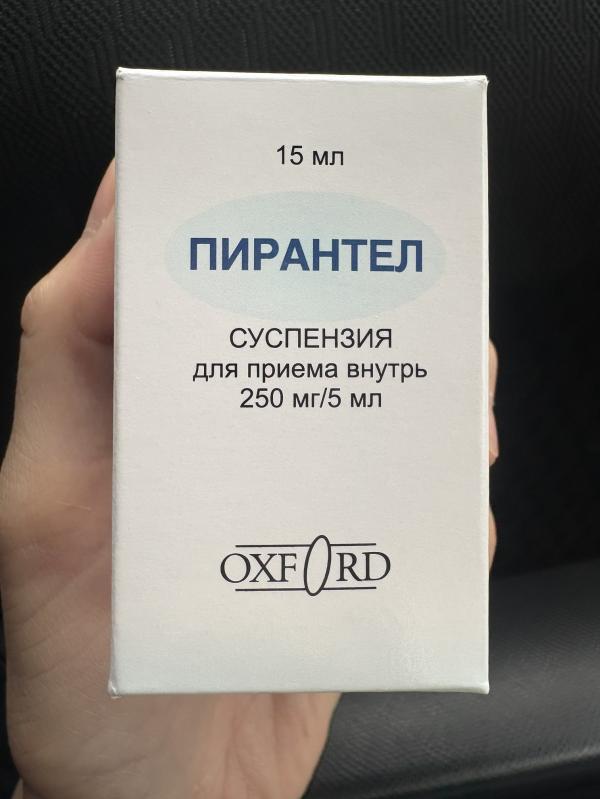 15 мл
ПИРАНТЕЛ
СУСПЕНЗИЯ
для приема внутрь
250 мг/5 мл
OXFORD